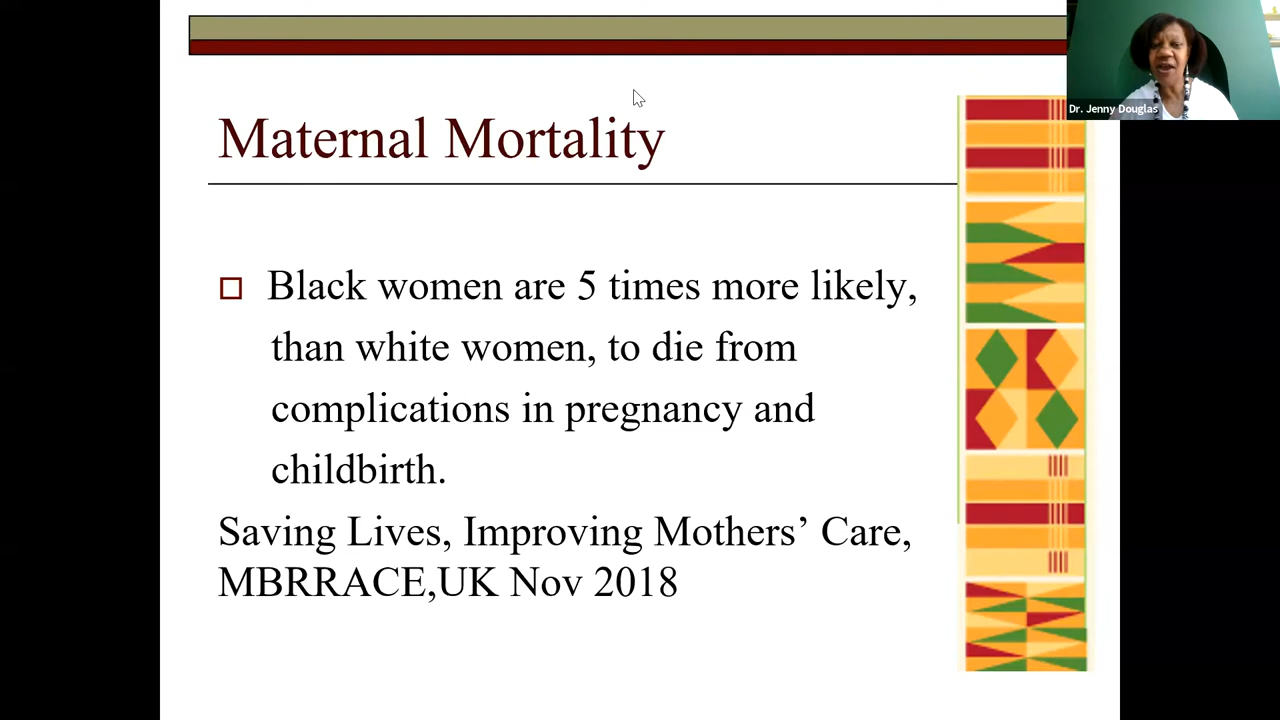 Dr. Jenny Douglas
Maternal Mortality
Black women are 5 times more likely,
than white women, to die from
complications in pregnancy and
childbirth.
Saving Lives, Improving Mothers’ Care,
MBRRACE,UK Nov 2018